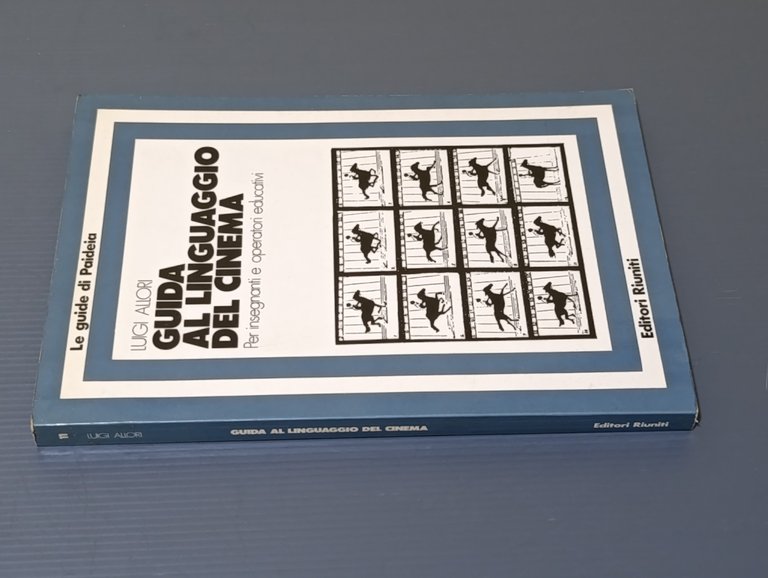 Le guide di Paideia
LUIGI ALLORI
GUIDA
AL LINGUAGGIO
DEL CINEMA
Per insegnanti e operatori educativi
Editori Riuniti
LUIGI ALLORI
GUIDA AL LINGUAGGIO DEL CINEMA
Editori Riuniti